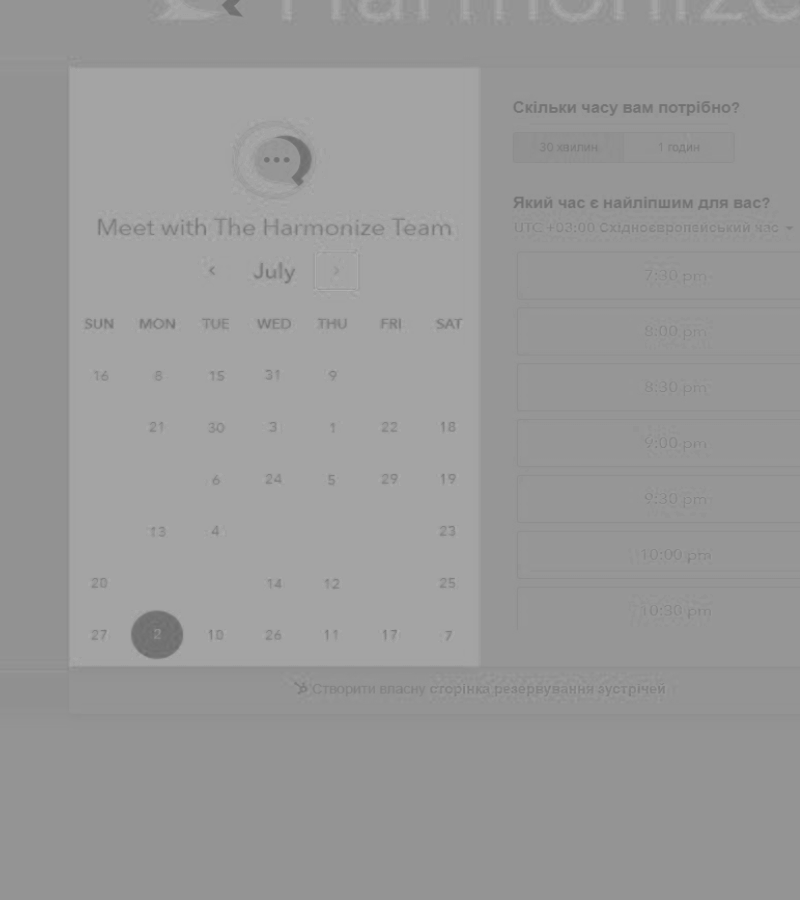 Harmonize
Скільки часу вам потрібно?
30 хвилин
1 годин
Meet with The Harmonize Team
Який час є найліпшим для вас?
UTC +03:00 Східноєвропейський час
July
7:30 pm
SUN MON TUE WED THU FRI SAT
8:00 pm
16 8 15 31 9
8:30 pm
21 30 3 1 22 18
9:00 pm
6 24 5 29 19
9:30 pm
13 4 23
10:00 pm
20 14 12 25
10:30 pm
27 2 10 26 11 17 7
Створити власну сторінка резервування зустрічей